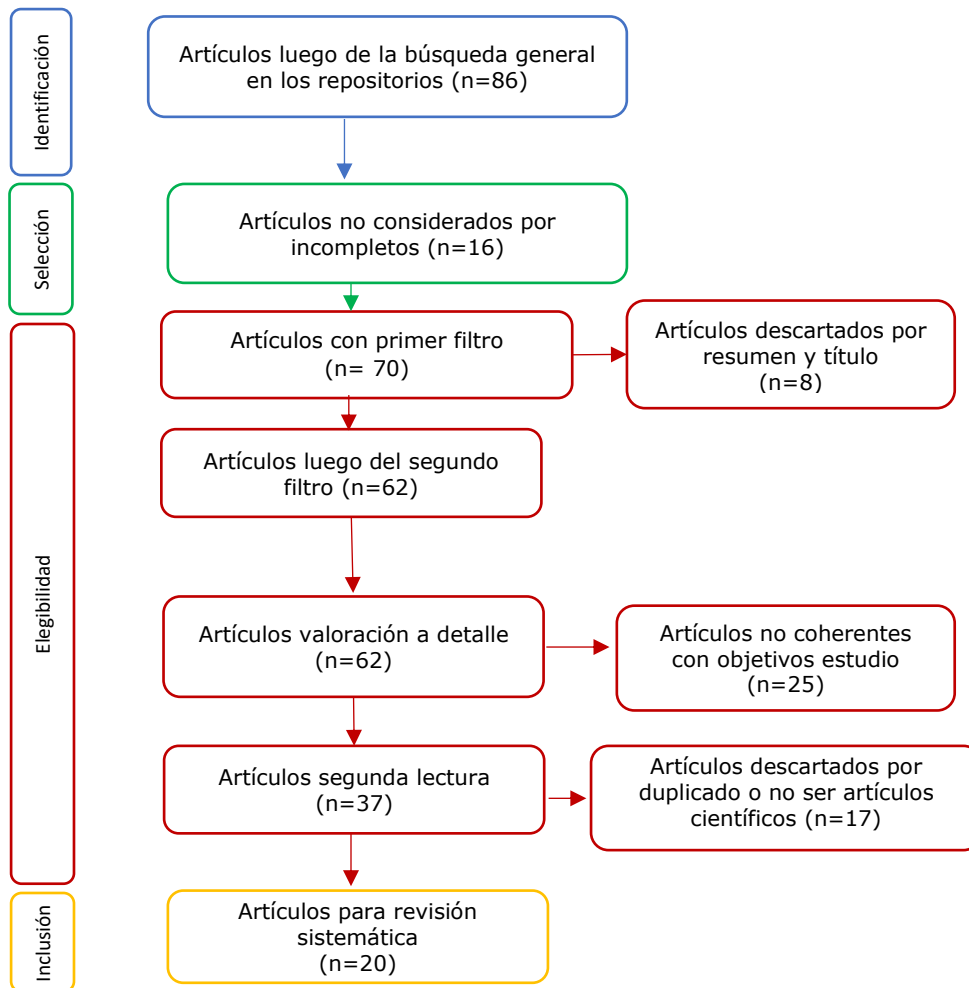 Identificación
Artículos luego de la búsqueda general
en los repositorios (n=86)
Selección
Artículos no considerados por
incompletos (n=16)
Elegibilidad
Artículos con primer filtro
(n= 70)
Artículos descartados por
resumen y título
(n=8)
Artículos luego del segundo
filtro (n=62)
Artículos valoración a detalle
(n=62)
Artículos no coherentes
con objetivos estudio
(n=25)
Artículos segunda lectura
(n=37)
Artículos descartados por
duplicado o no ser artículos
científicos (n=17)
Inclusión
Artículos para revisión
sistemática
(n=20)